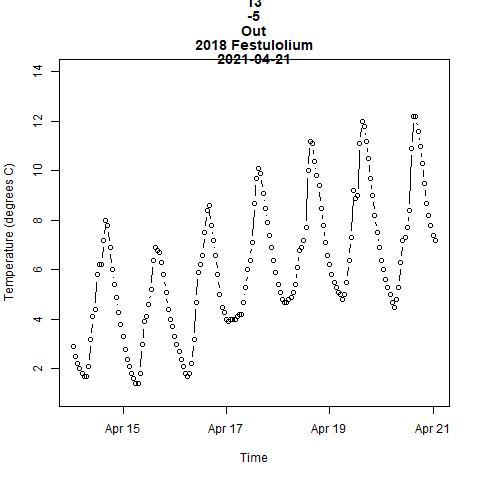 13
-5
Out
2018 Festulolium
2021-04-21
14
12
10
8
6
4
2
Temperature (degrees C)
Apr 15
Apr 17
Apr 19
Apr 21
Time